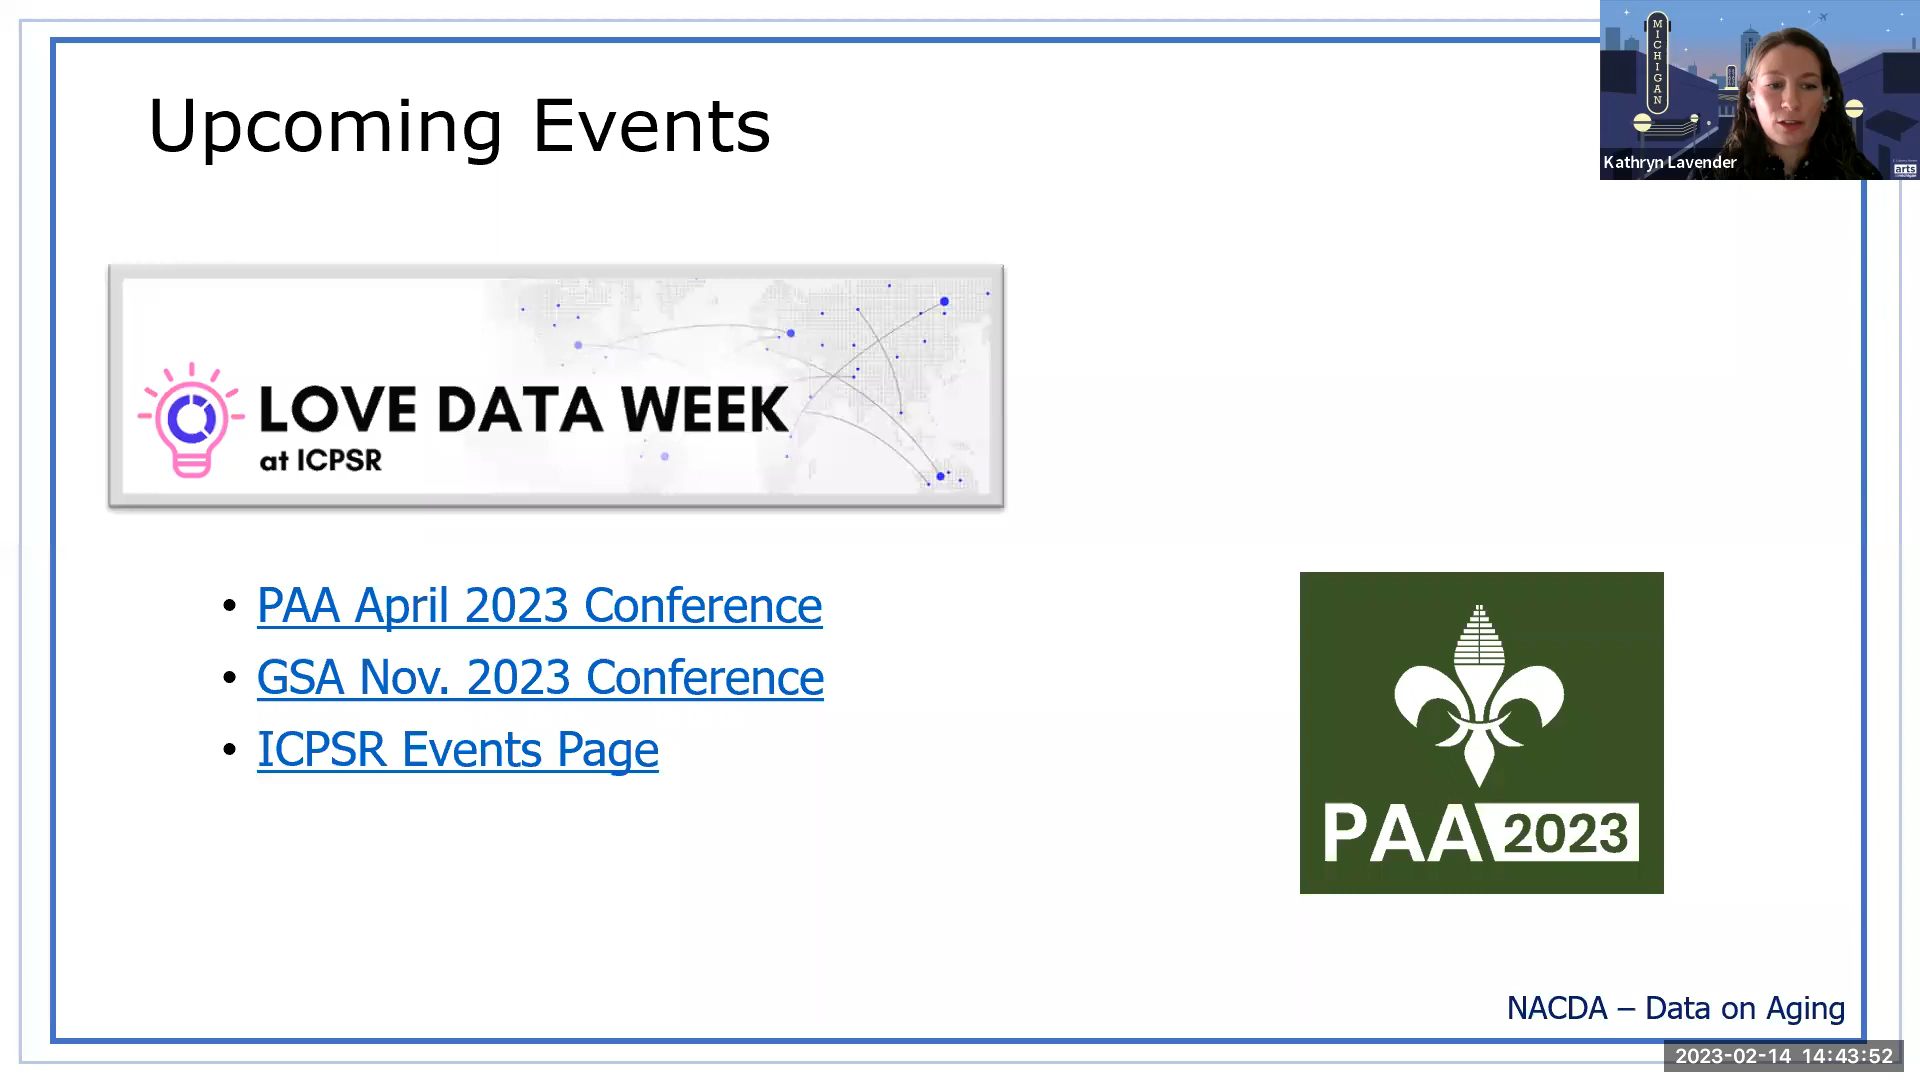 Upcoming Events
MICHIGAN
Kathryn Lavender
arts
LOVE DATA WEEK
at ICPSR
• PAA April 2023 Conference
• GSA Nov. 2023 Conference
• ICPSR Events Page
PAA 2023
NACDA – Data on Aging
2023-02-14 14:43:52